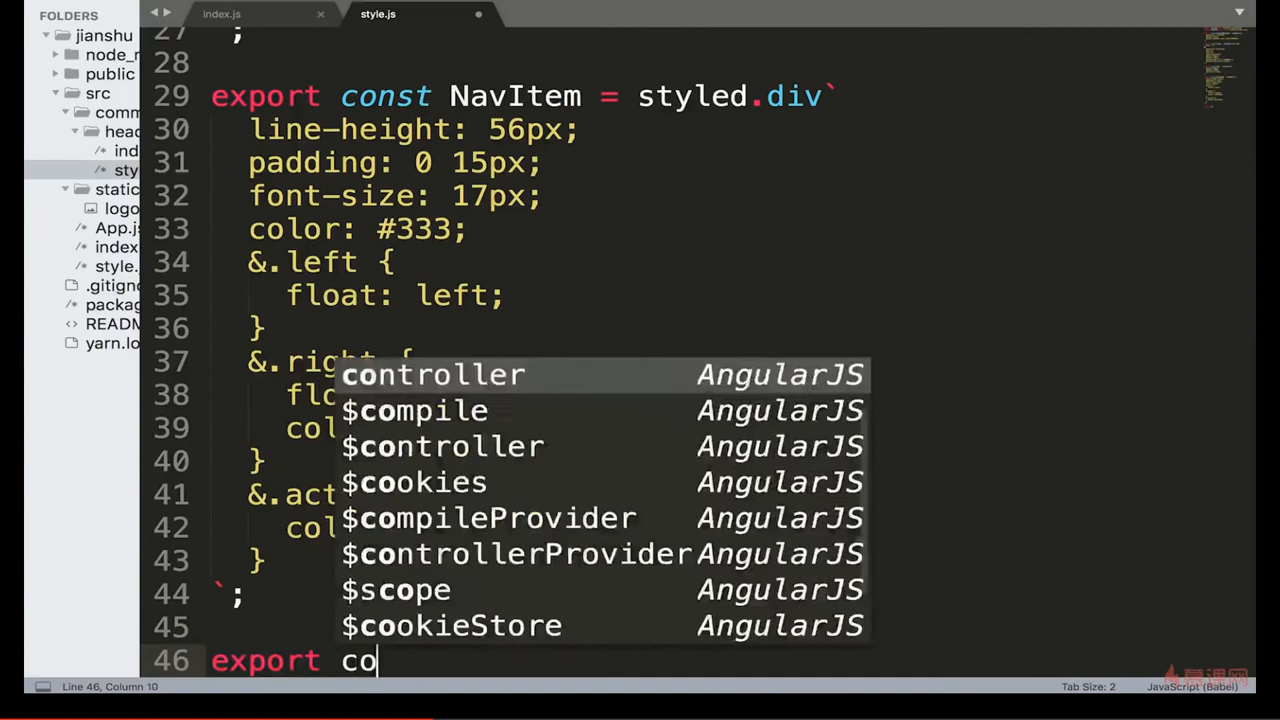 FOLDERS
jianshu
node_r
public
src
comm
head
ind
sty
static
logo
App.js
index
style.
.gitign
packag
READM
yarn.lo
index.js
style.js
27 ;
28
29 export const NavItem = styled.div`
30 line-height: 56px;
31 padding: 0 15px;
32 font-size: 17px;
33 color: #333;
34 &.left {
35 float: left;
36 }
37 &.right {
38 flo
39 col
40 }
41 &.act
42 col
43 }
44 `;
45
46 export co
controller AngularJS
$compile AngularJS
$controller AngularJS
$cookies AngularJS
$compileProvider AngularJS
$controllerProvider AngularJS
$scope AngularJS
$cookieStore AngularJS
慕课网
Line 46, Column 10
Tab Size: 2
JavaScript (Babel)